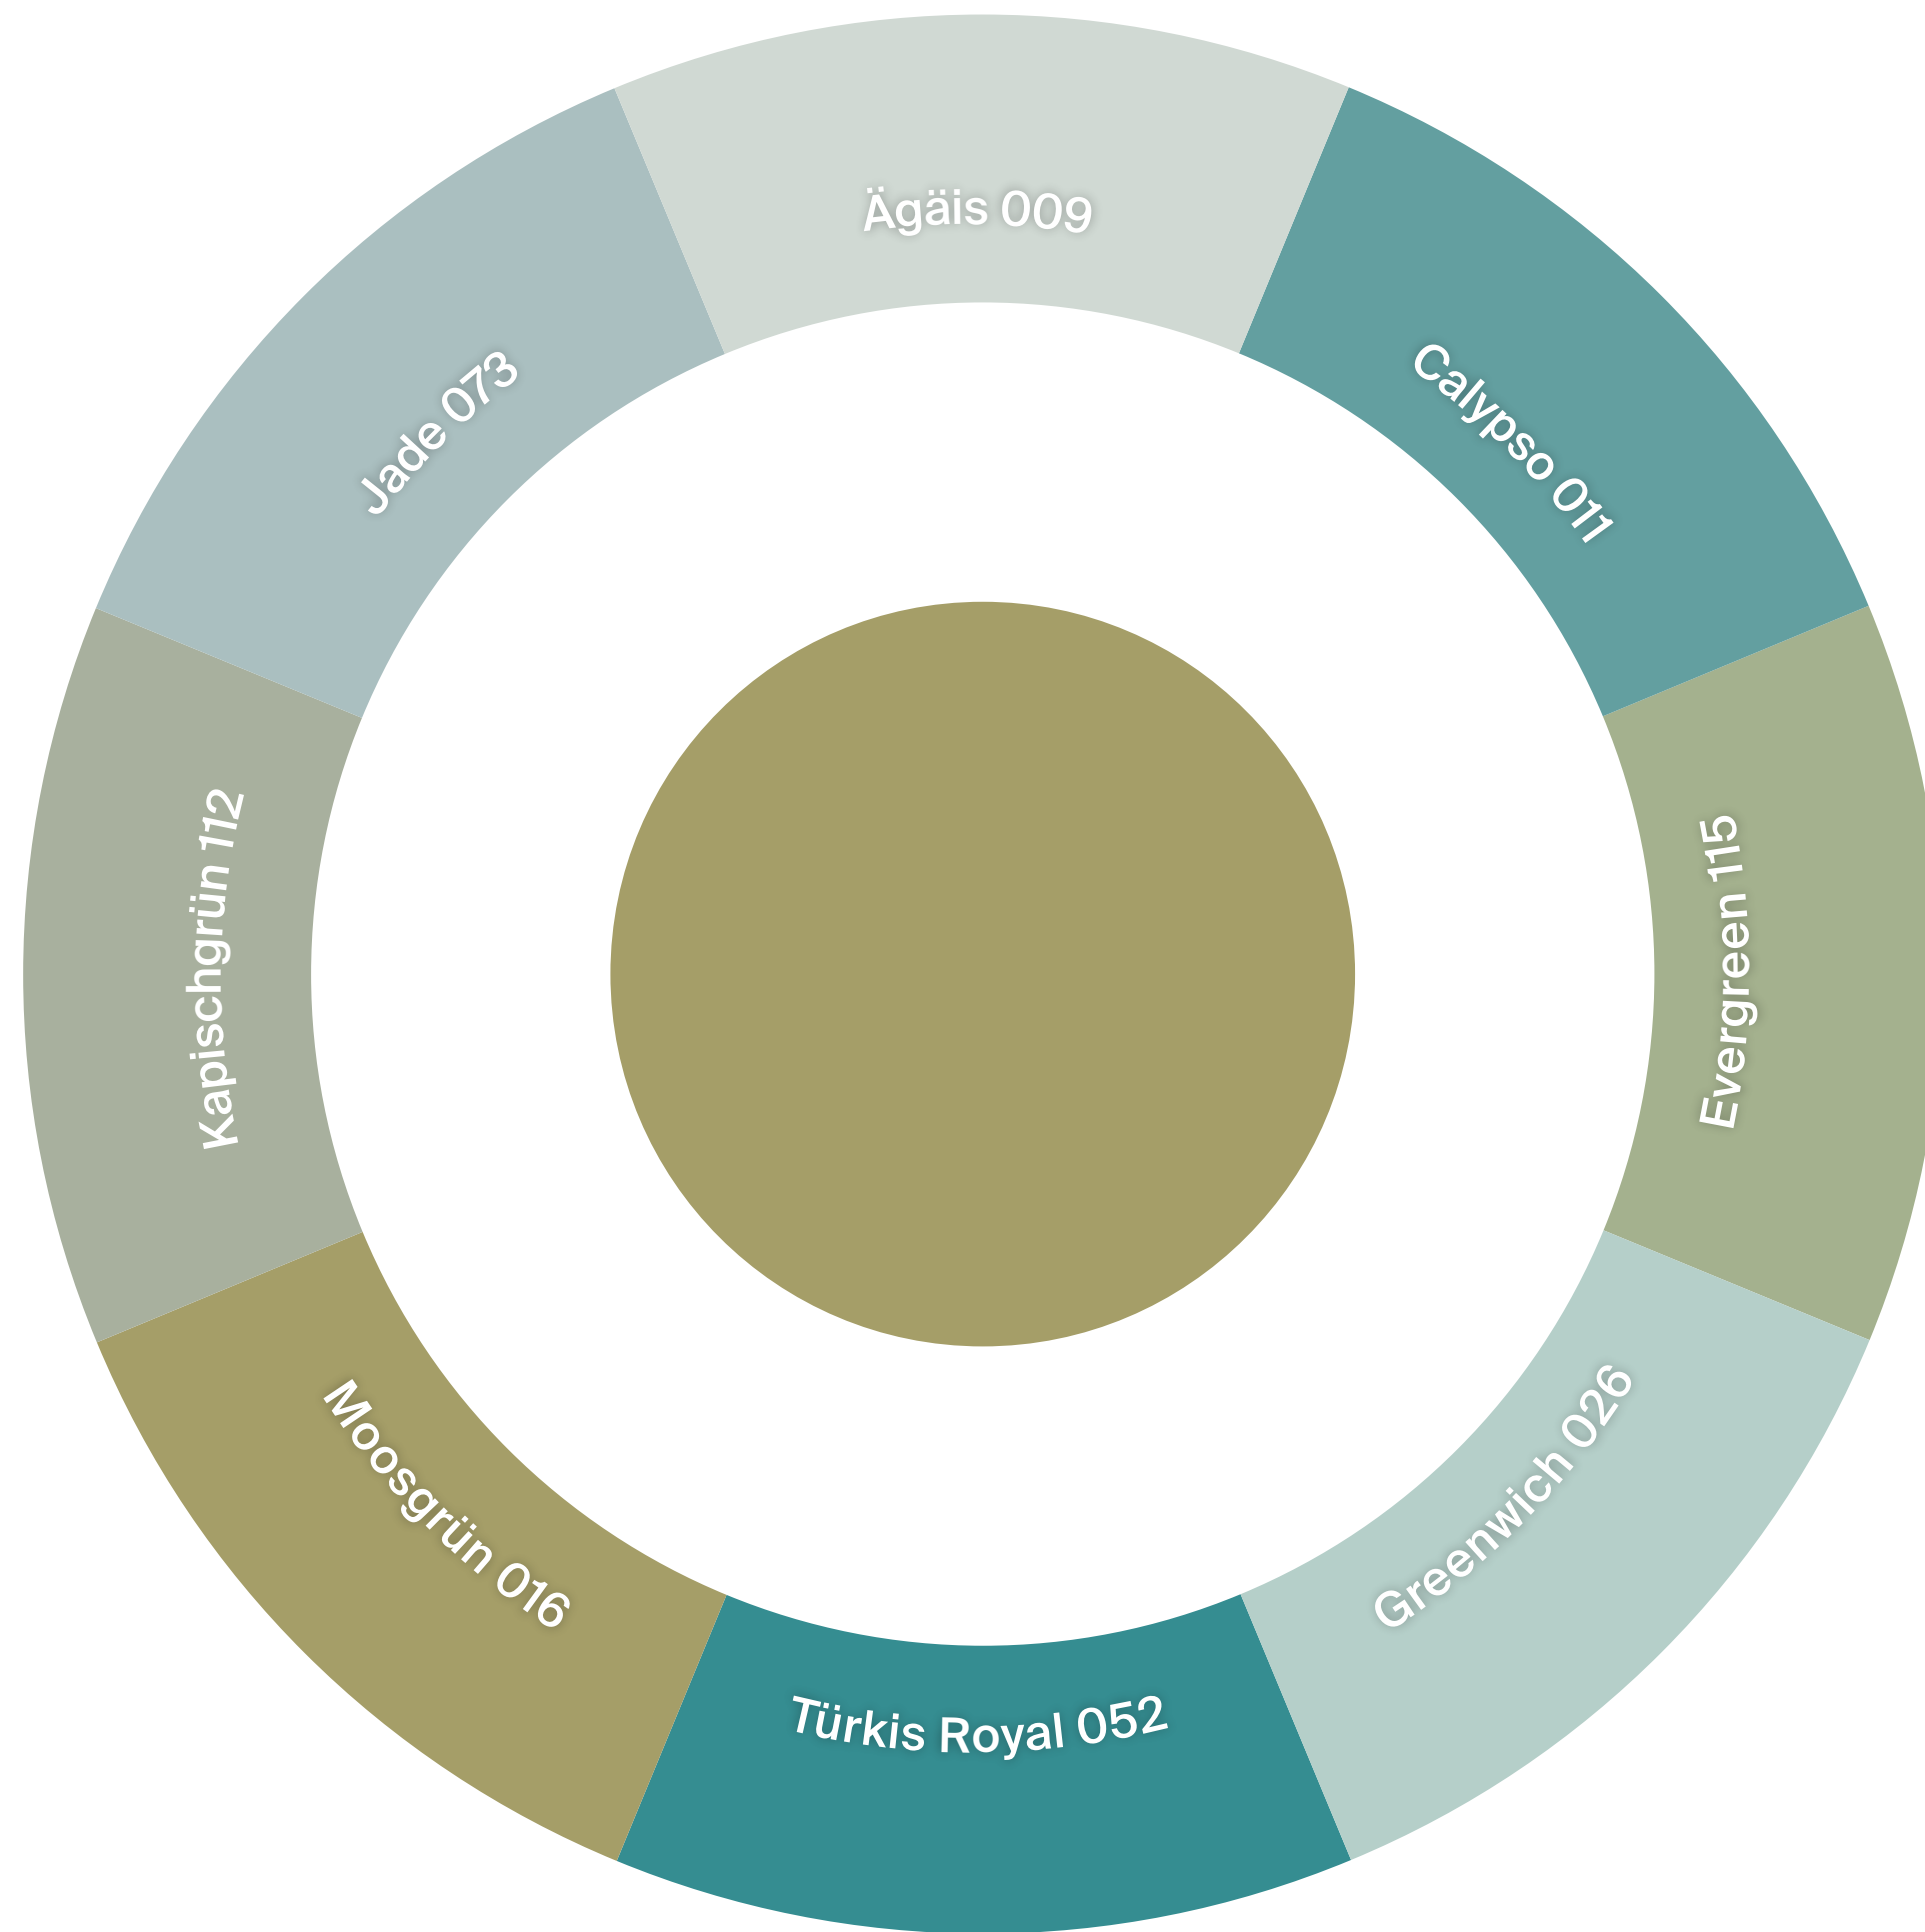 Ägäis 009
Calypso 011
Evergreen 115
Greenwich 026
Türkis Royal 052
Moosgrün 016
Kapischgrün 112
Jade 073